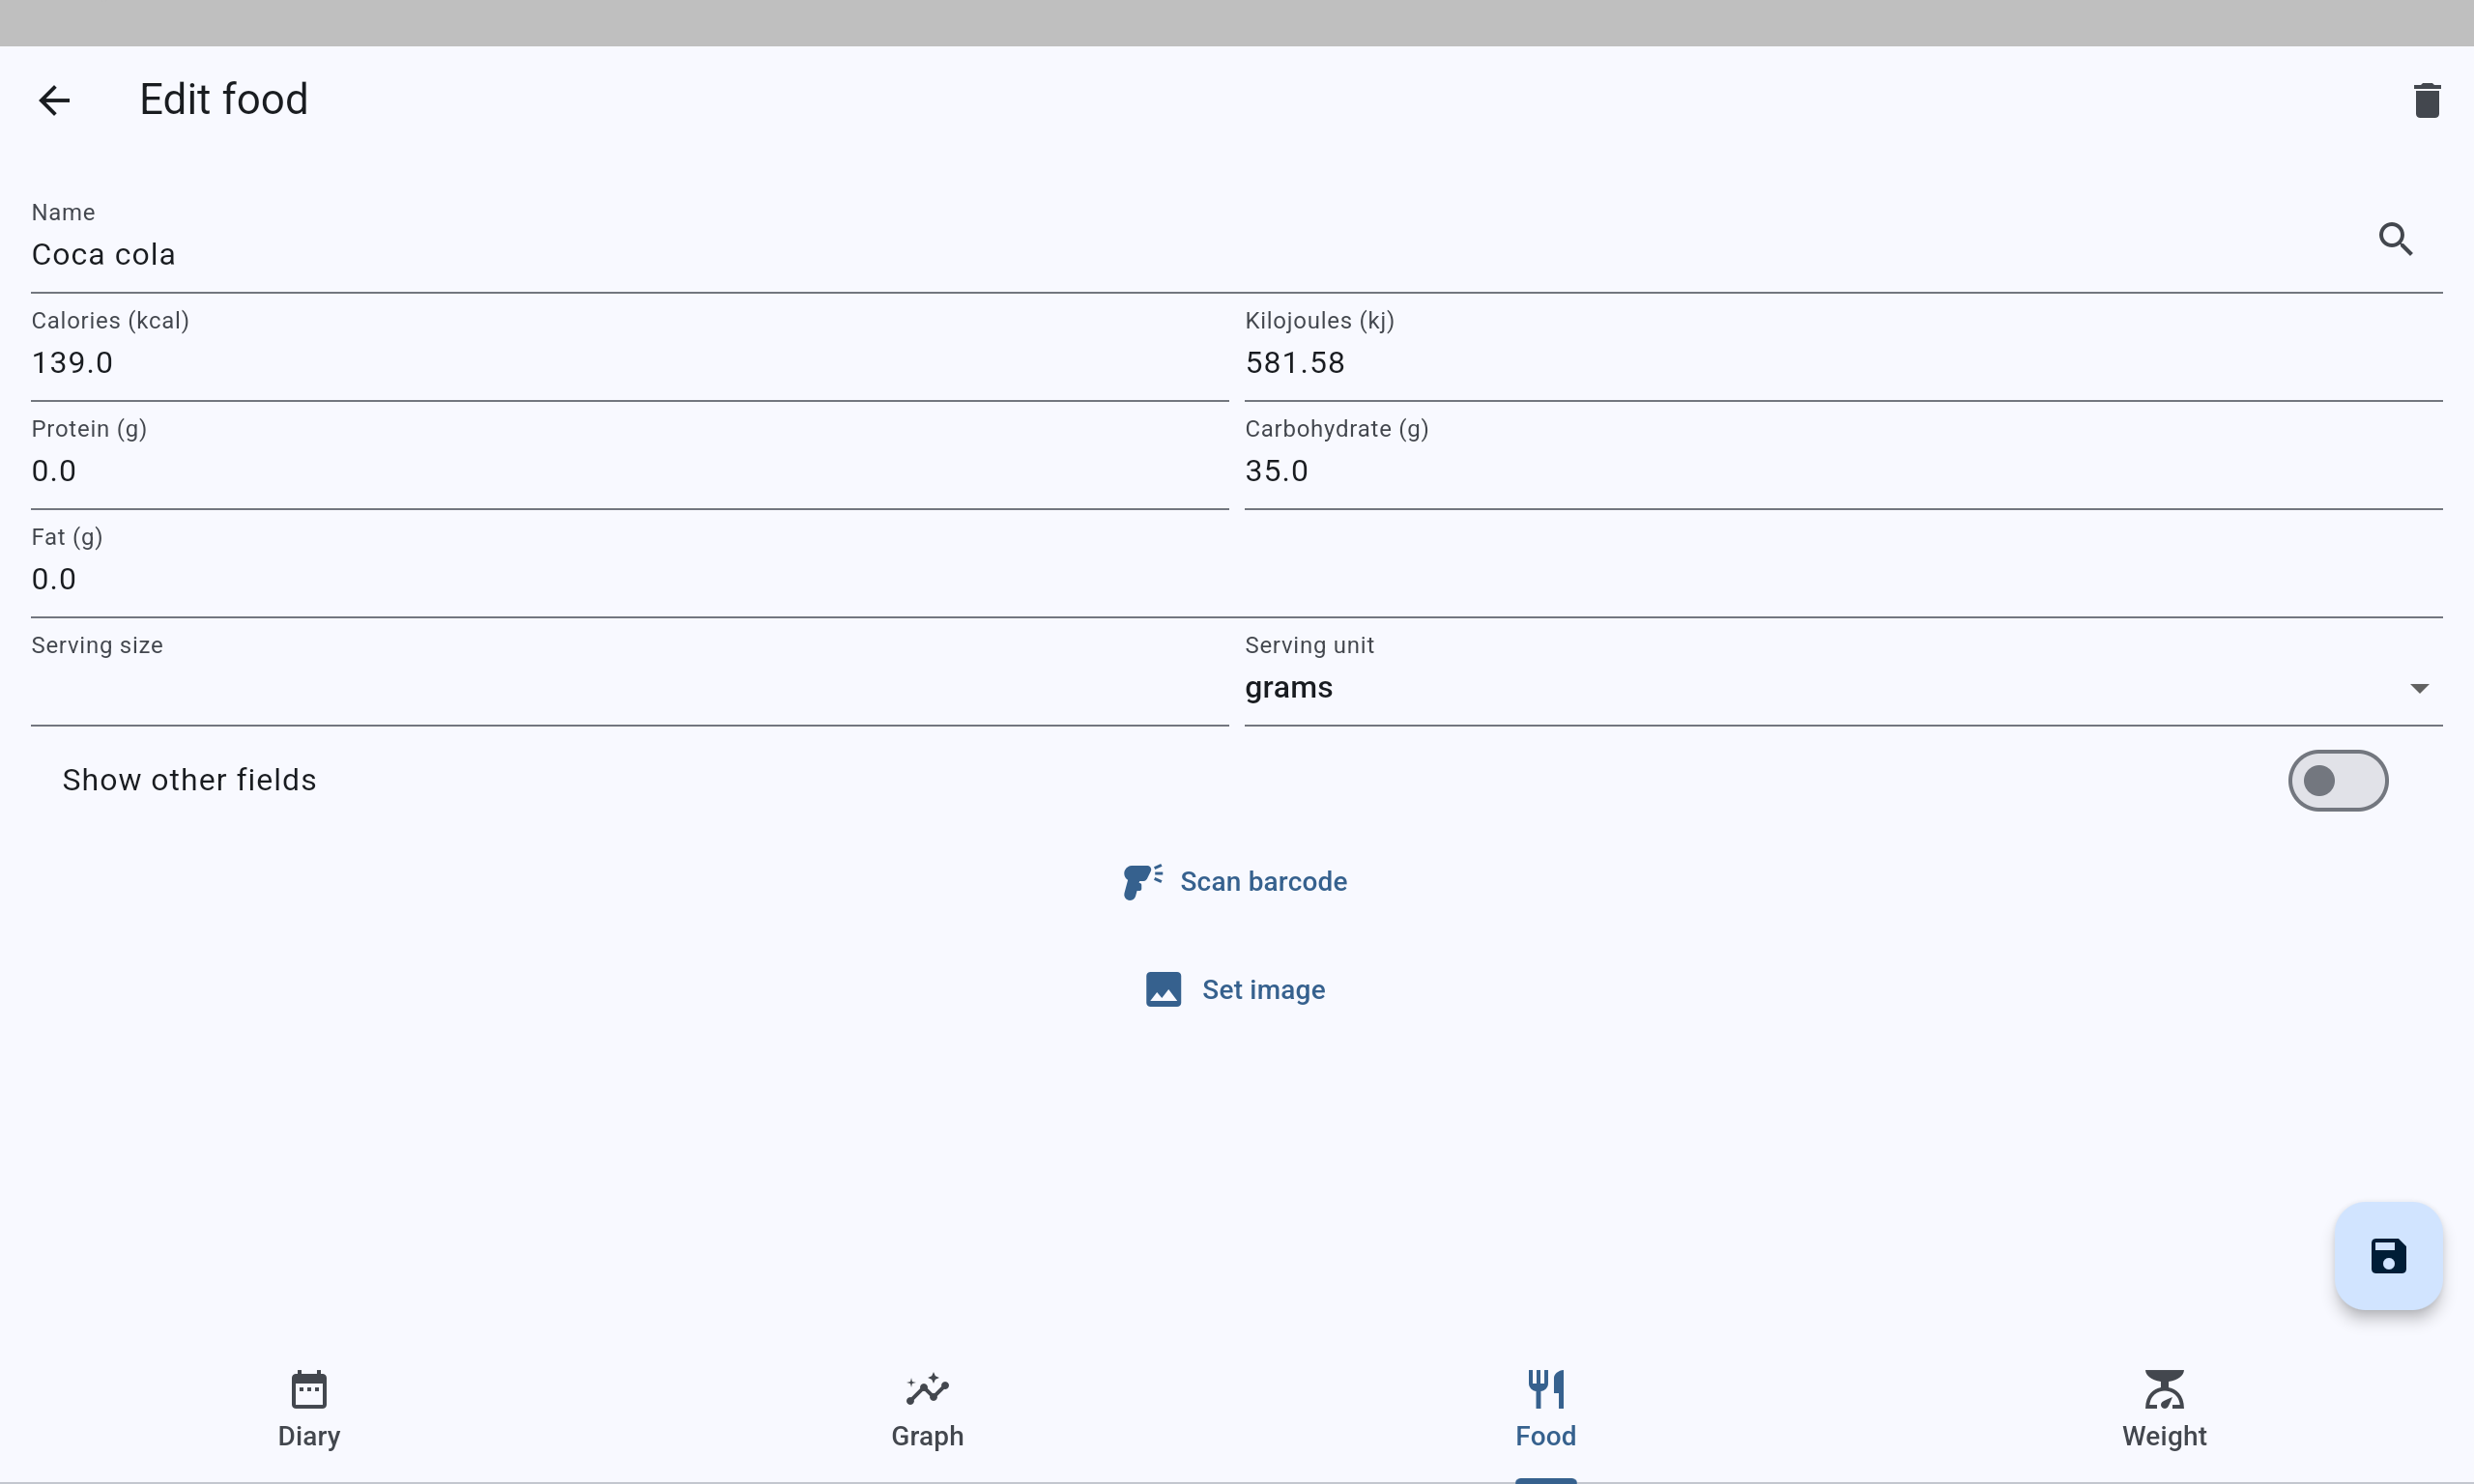 Edit food
Name
Coca cola
Calories (kcal)
Kilojoules (kj)
139.0
581.58
Protein (g)
Carbohydrate (g)
0.0
35.0
Fat (g)
0.0
Serving size
Serving unit
grams
Show other fields
Scan barcode
Set image
Diary
Graph
Food
Weight